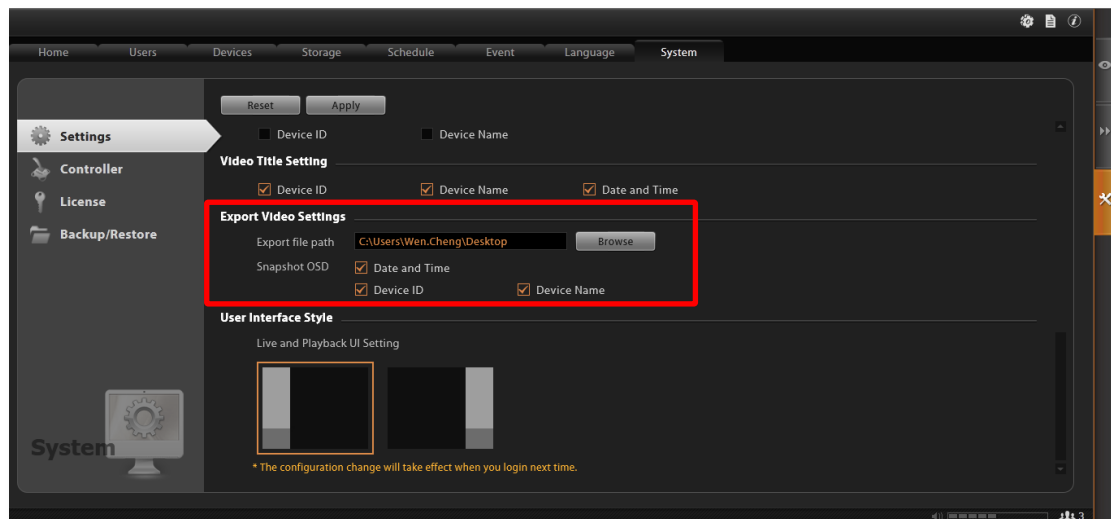 Home Users Devices Storage Schedule Event Language System
Reset Apply
Device ID Device Name
Settings
Video Title Setting
Controller
Device ID Device Name Date and Time
License
Export Video Settings
Backup/Restore
Export file path C:\Users\Wen.Cheng\Desktop Browse
Snapshot OSD Date and Time
Device ID Device Name
User Interface Style
Live and Playback UI Setting
System
* The configuration change will take effect when you login next time.
3